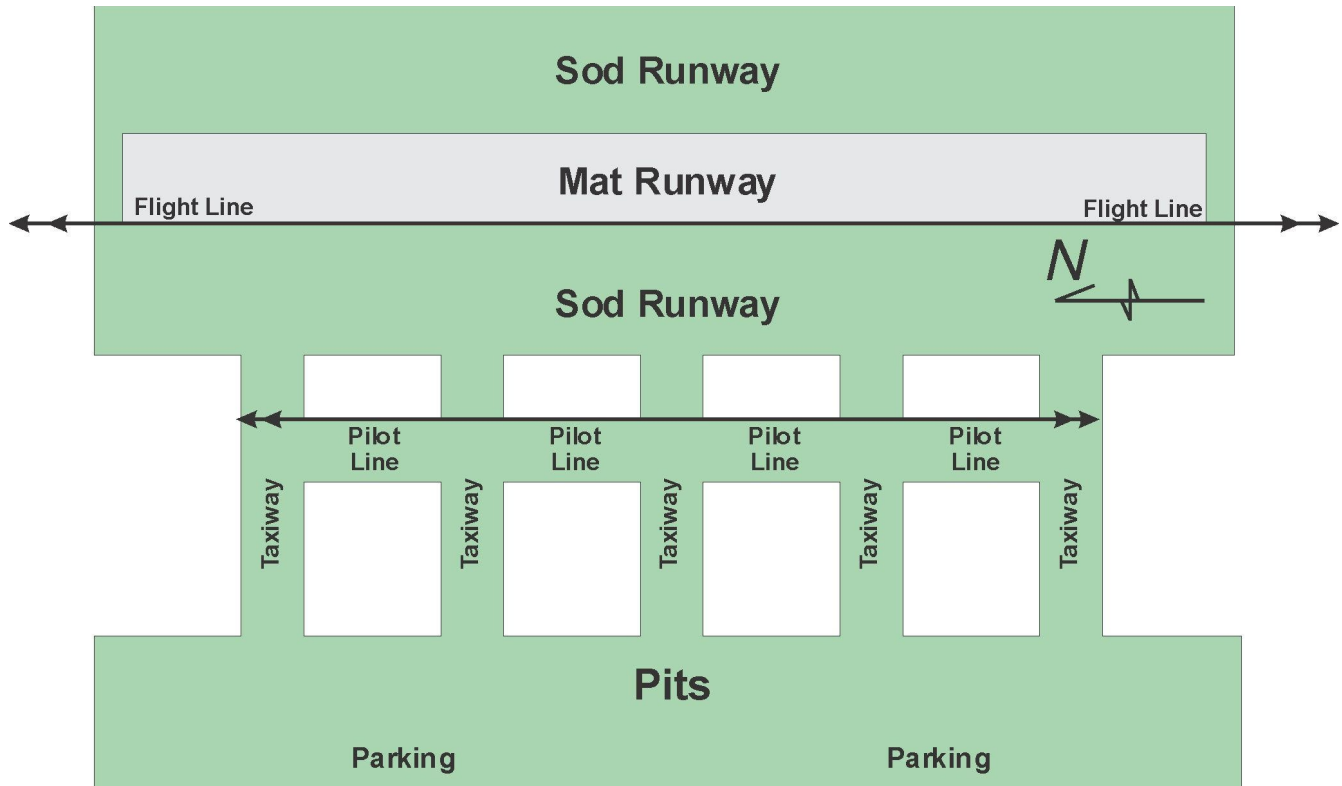 Sod Runway
Mat Runway
Flight Line
Flight Line
N
Sod Runway
Pilot
Line
Pilot
Line
Pilot
Line
Pilot
Line
Taxiway
Taxiway
Taxiway
Taxiway
Taxiway
Pits
Parking
Parking